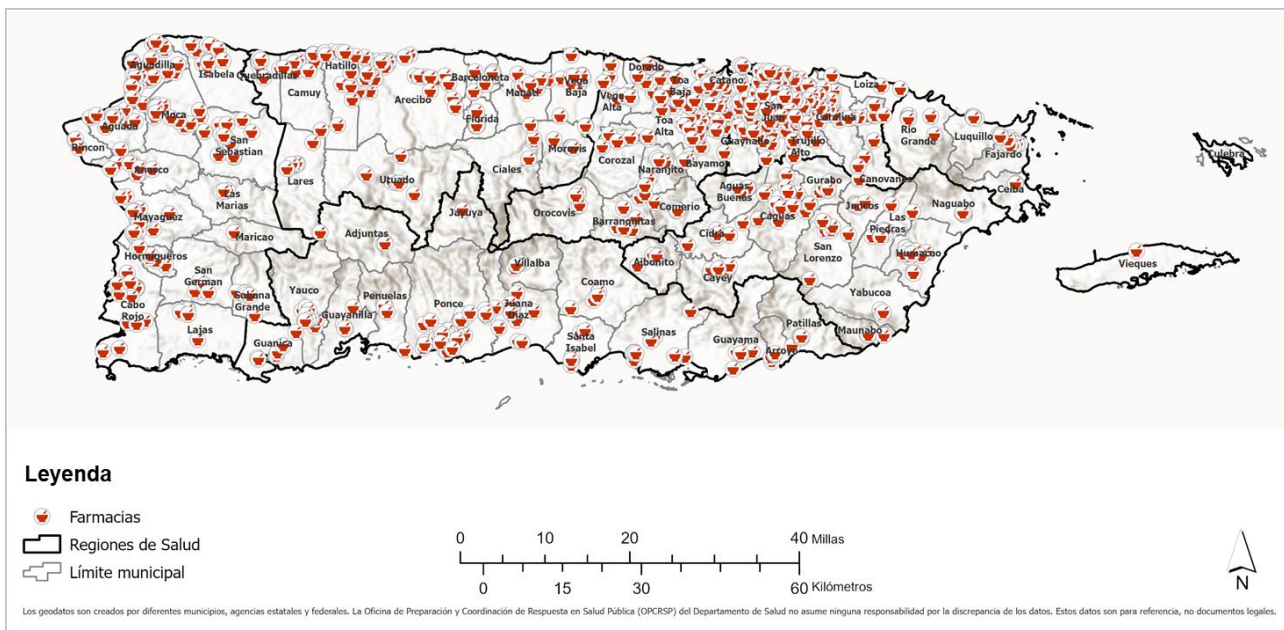 Aguadilla
Isabela
Quebradillas
Hatillo
Camuy
Arecibo
Barceloneta
Manati
Vega
Baja
Vega
Alta
Dorado
Toa
Baja
Catano
San
Juan
Carolina
Loiza
Toa
Alta
Guaynabo
Trujillo
Alto
Rio
Grande
Luquillo
Fajardo
Culebra
Aguada
Moca
Rincon
San
Sebastian
Florida
Morovis
Corozal
Naranjito
Bayamon
Canovanas
Ceiba
Anasco
Lares
Utuado
Ciales
Las
Marias
Jayuya
Orocovis
Barranquitas
Comerio
Aguas
Buenas
Caguas
Gurabo
Juncos
Las
Piedras
Naguabo
Mayaguez
Maricao
Adjuntas
Cidra
San
Lorenzo
Humacao
Vieques
Hormigueros
San
German
Sabana
Grande
Yauco
Penuelas
Villalba
Aibonito
Cayey
Coamo
Yabucoa
Cabo
Rojo
Lajas
Guanica
Guayanilla
Ponce
Juana
Diaz
Santa
Isabel
Salinas
Guayama
Patillas
Arroyo
Maunabo
Leyenda
Farmacias
Regiones de Salud
Límite municipal
0 10 20 40 Millas
0 15 30 60 Kilómetros
N
Los geodatos son creados por diferentes municipios, agencias estatales y federales. La Oficina de Preparación y Coordinación de Respuesta en Salud Pública (OPCRSP) del Departamento de Salud no asume ninguna responsabilidad por la discrepancia de los datos. Estos datos son para referencia, no documentos legales.